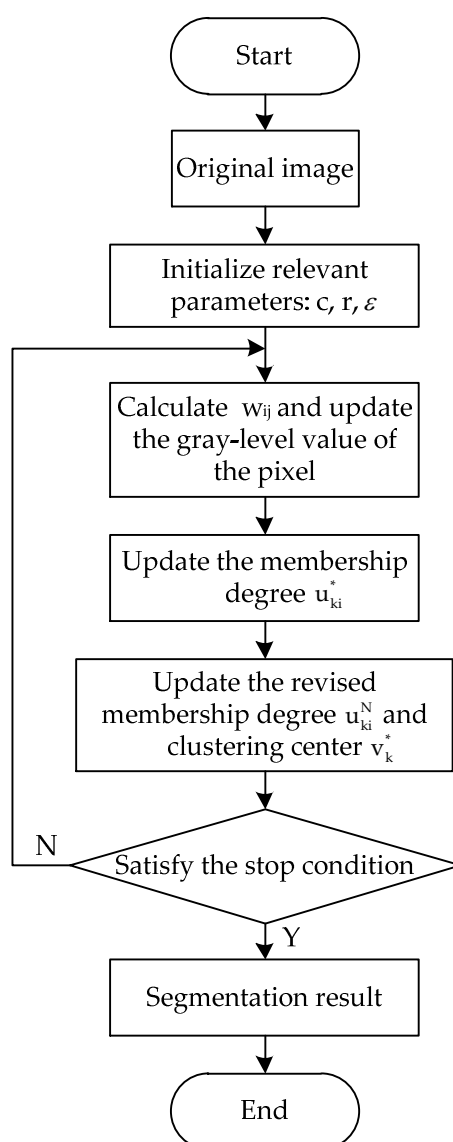 Start
Original image
Initialize relevant
parameters: c, r, ε
Calculate wij and update
the gray-level value of
the pixel
Update the membership
degree u*ki
Update the revised
membership degree uNki and
clustering center v*k
N
Satisfy the stop condition
Y
Segmentation result
End